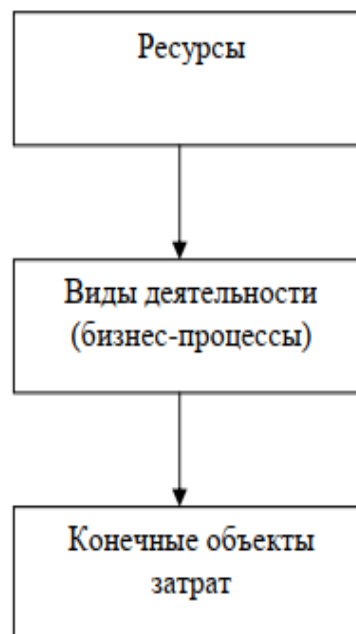 Ресурсы
Виды деятельности
(бизнес-процессы)
Конечные объекты
затрат